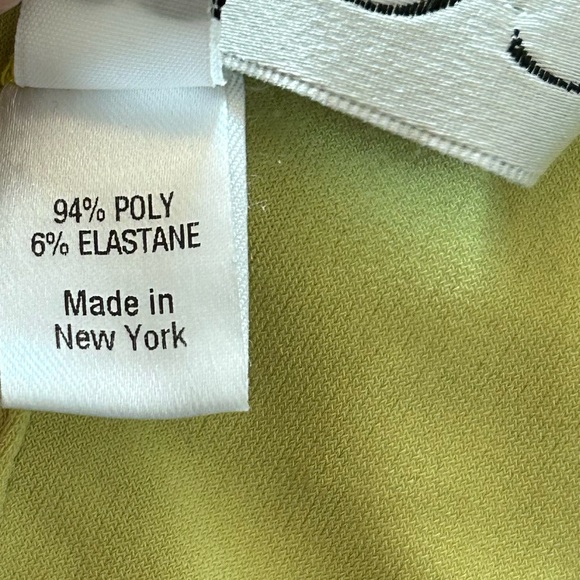 94% POLY
6% ELASTANE
Made in
New York